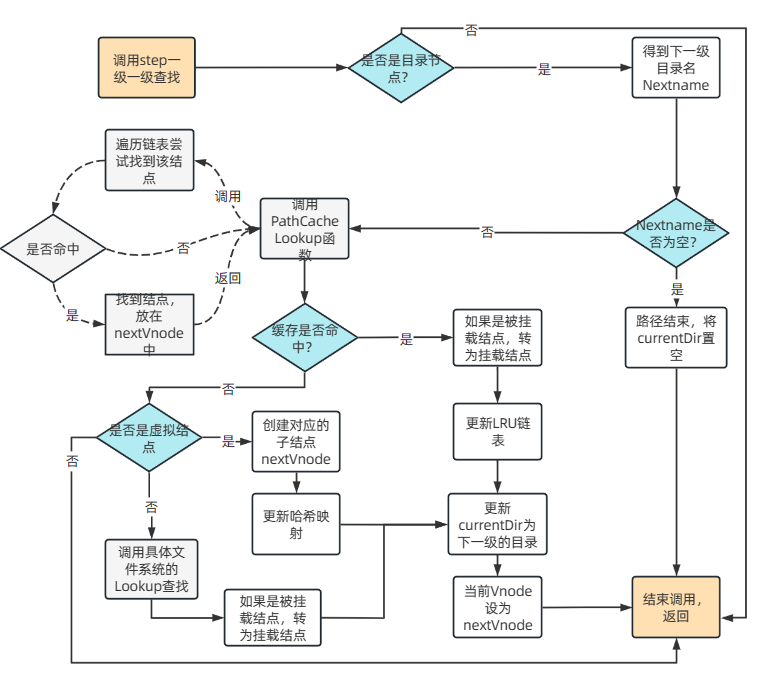 否
调用step一
级一级查找
是否是目录节
点?
是
得到下一级
目录名
Nextname
遍历链表尝
试找到该结
点
调用
调用
PathCache
Lookup函
数
否
Nextname是
否为空?
是否命中
否
返回
是
找到结点，
放在
nextVnode
中
是
路径结束，将
currentDir置
空
缓存是否命
中?
是
如果是被挂
载结点，转
为挂载结点
否
是否是虚拟结
点
是
创建对应的
子结点
nextVnode
更新LRU链
表
否
否
更新哈希映
射
更新
currentDir为
下一级的目录
调用具体文
件系统的
Lookup查找
如果是被挂
载结点，转
为挂载结点
当前Vnode
设为
nextVnode
结束调用，
返回